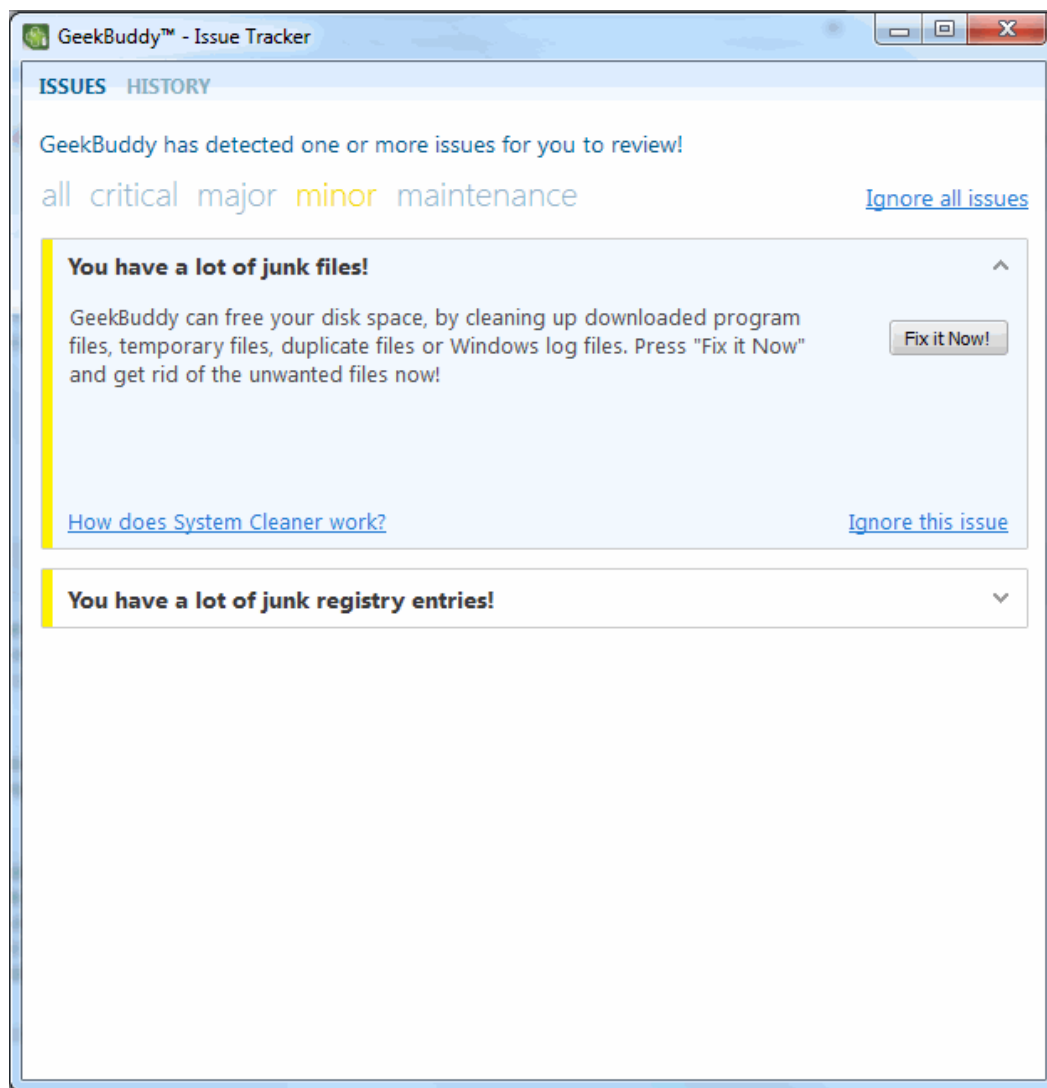 GeekBuddy™ - Issue Tracker
ISSUES HISTORY
GeekBuddy has detected one or more issues for you to review!
all critical major minor maintenance
Ignore all issues
You have a lot of junk files!
GeekBuddy can free your disk space, by cleaning up downloaded program
files, temporary files, duplicate files or Windows log files. Press "Fix it Now"
and get rid of the unwanted files now!
Fix it Now!
How does System Cleaner work?
Ignore this issue
You have a lot of junk registry entries!